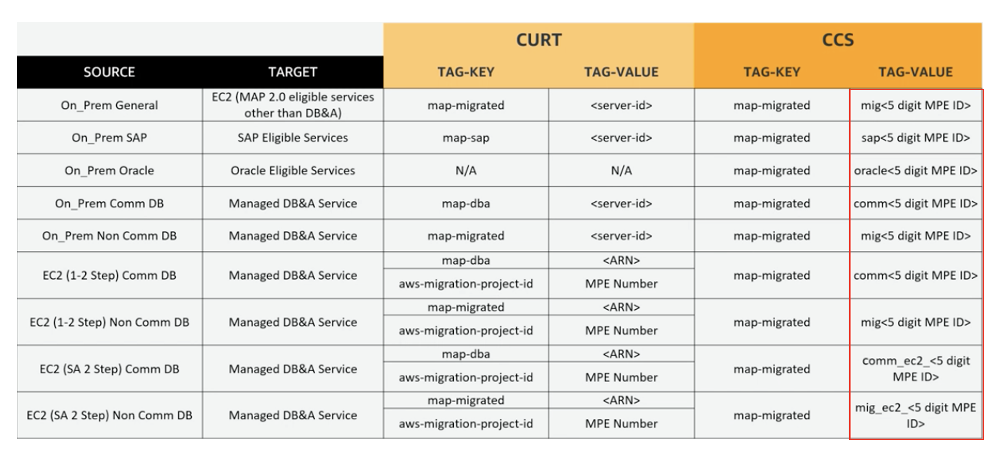 CURT CCS
SOURCE TARGET TAG-KEY TAG-VALUE TAG-KEY TAG-VALUE
On_Prem General EC2 (MAP 2.0 eligible services other than DB&A) map-migrated <server-id> map-migrated mig<5 digit MPE ID>
On_Prem SAP SAP Eligible Services map-sap <server-id> map-migrated sap<5 digit MPE ID>
On_Prem Oracle Oracle Eligible Services N/A N/A map-migrated oracle<5 digit MPE ID>
On_Prem Comm DB Managed DB&A Service map-dba <server-id> map-migrated comm<5 digit MPE ID>
On_Prem Non Comm DB Managed DB&A Service map-migrated <server-id> map-migrated mig<5 digit MPE ID>
EC2 (1-2 Step) Comm DB Managed DB&A Service map-dba <ARN> map-migrated comm<5 digit MPE ID>
aws-migration-project-id MPE Number
EC2 (1-2 Step) Non Comm DB Managed DB&A Service map-migrated <ARN> map-migrated mig<5 digit MPE ID>
aws-migration-project-id MPE Number
EC2 (SA 2 Step) Comm DB Managed DB&A Service map-dba <ARN> map-migrated comm_ec2_<5 digit MPE ID>
aws-migration-project-id MPE Number
EC2 (SA 2 Step) Non Comm DB Managed DB&A Service map-migrated <ARN> map-migrated mig_ec2_<5 digit MPE ID>
aws-migration-project-id MPE Number